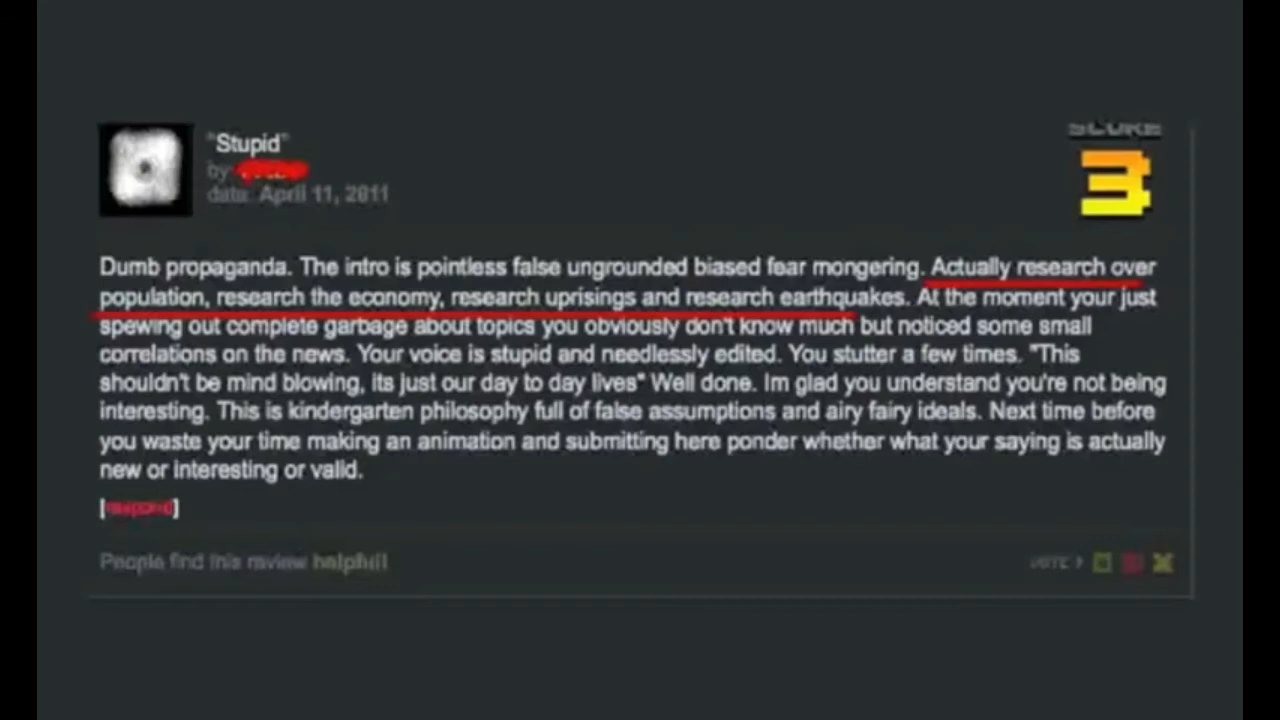 "Stupid"
SCORE
by:
3
date: April 11, 2011
Dumb propaganda. The intro is pointless false ungrounded biased fear mongering. Actually research over
population, research the economy, research uprisings and research earthquakes. At the moment your just
spewing out complete garbage about topics you obviously don't know much but noticed some small
correlations on the news. Your voice is stupid and needlessly edited. You stutter a few times. "This
shouldn't be mind blowing, its just our day to day lives" Well done. Im glad you understand you're not being
interesting. This is kindergarten philosophy full of false assumptions and airy fairy ideals. Next time before
you waste your time making an animation and submitting here ponder whether what your saying is actually
new or interesting or valid.
[respond]
People find this review helpful!
VOTE